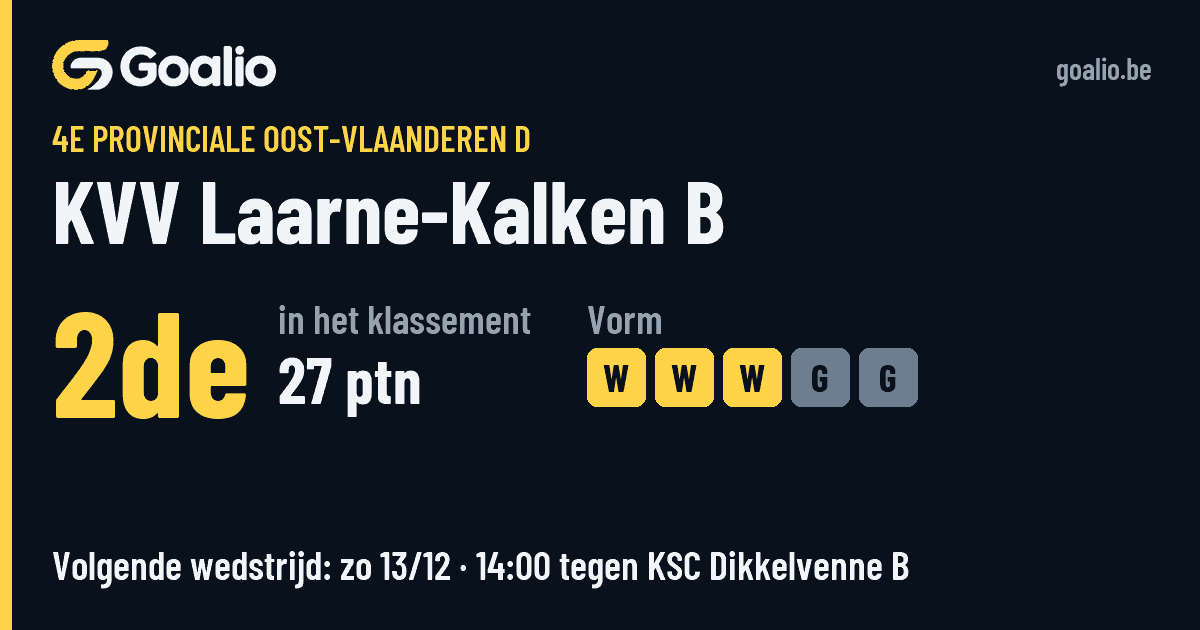 Goalio
goalio.be
4E PROVINCIALE OOST-VLAANDEREN D
KVV Laarne-Kalken B
2de
in het klassement
27 ptn
Vorm
W W W G G
Volgende wedstrijd: zo 13/12 · 14:00 tegen KSC Dikkelvenne B